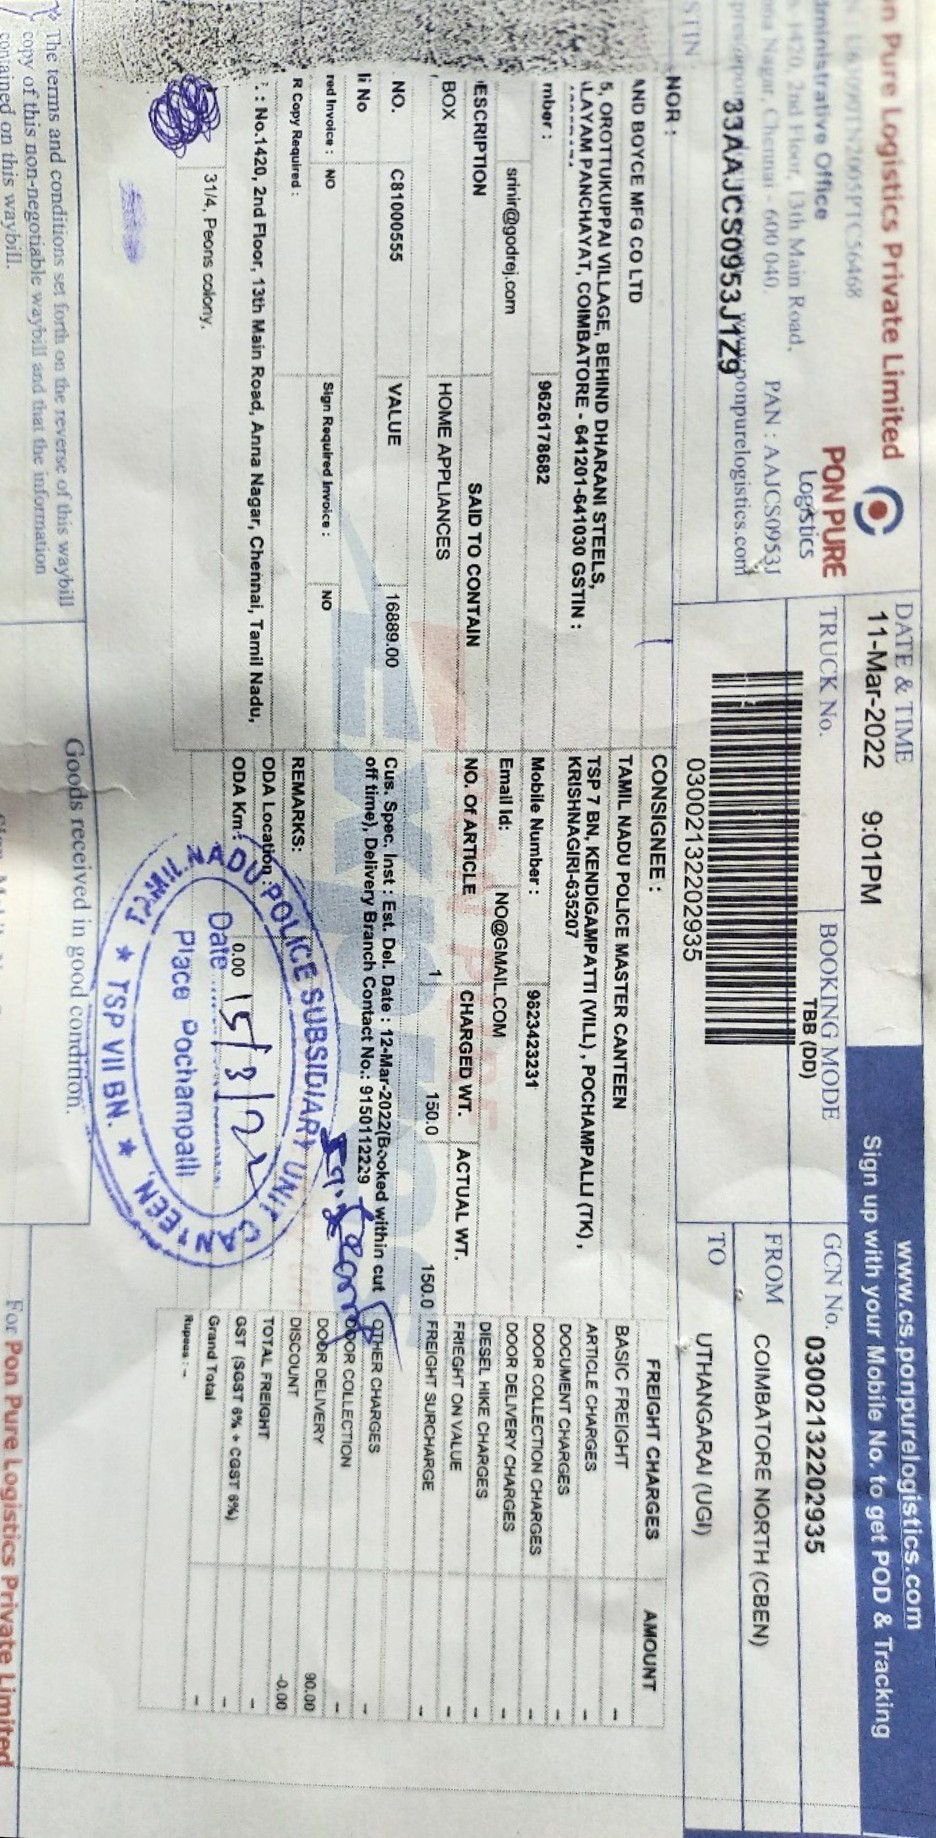 n Pure Logistics Private Limited
dministrative Office
1420, 2nd Floor, 13th Main Road,
na Nagar, Chennai - 600 040.
PAN : AAJCS0953J
www.ponpurelogistics.com
33AAJCS0953J1Z9
STIN
PON PURE
Logistics
DATE & TIME
11-Mar-2022 9:01PM
TRUCK No.
BOOKING MODE
TBB (DD)
0300213220293​5
www.cs.ponpurelogistics.com
Sign up with your Mobile No. to get POD & Tracking
GCN No. 03002132202935
FROM COIMBATORE NORTH (CBEN)
TO UTHANGARAI (UGI)
NOR :
AND BOYCE MFG CO LTD
5, OROTTUKUPPAI VILLAGE, BEHIND DHARANI STEELS,
LAYAM PANCHAYAT, COIMBATORE - 641201-641030 GSTIN :
mber : 9626178682
srinir@godrej.com
CONSIGNEE :
TAMIL NADU POLICE MASTER CANTEEN
TSP 7 BN, KENDIGAMPATTI (VILL) , POCHAMPALLI (TK) ,
KRISHNAGIRI-635207
Mobile Number : 9823423231
Email Id: NO@GMAIL.COM
ESCRIPTION SAID TO CONTAIN NO. Of ARTICLE CHARGED WT. ACTUAL WT.
BOX HOME APPLIANCES 1 150.0 150.0
NO. C81000555 VALUE 16889.00
li No
Cus. Spec. Inst : Est. Del. Date : 12-Mar-2022(Booked within cut
off time), Delivery Branch Contact No.: 9150112229
red Invoice : NO Sign Required Invoice : NO
R Copy Required :
REMARKS:
: No.1420, 2nd Floor, 13th Main Road, Anna Nagar, Chennai, Tamil Nadu,
ODA Location :
ODA Km : 0.00
31/4, Peons colony.
FREIGHT CHARGES AMOUNT
BASIC FREIGHT -
ARTICLE CHARGES -
DOCUMENT CHARGES -
DOOR COLLECTION CHARGES -
DOOR DELIVERY CHARGES -
DIESEL HIKE CHARGES -
FRIEGHT ON VALUE -
FREIGHT SURCHARGE -
OTHER CHARGES -
DOOR COLLECTION -
DOOR DELIVERY 90.00
DISCOUNT -0.00
TOTAL FREIGHT -
GST (SGST 6% + CGST 6%) -
Grand Total -
Rupees : -
TAMIL NADU POLICE SUBSIDIARY UNIT CANTEEN
Date 15/3/22
Place Pochampalli
★ TSP VII BN. ★
The terms and conditions set forth on the reverse of this waybill
copy of this non-negotiable waybill and that the information
contained on this waybill.
Goods received in good condition.
For Pon Pure Logistics Private Limited